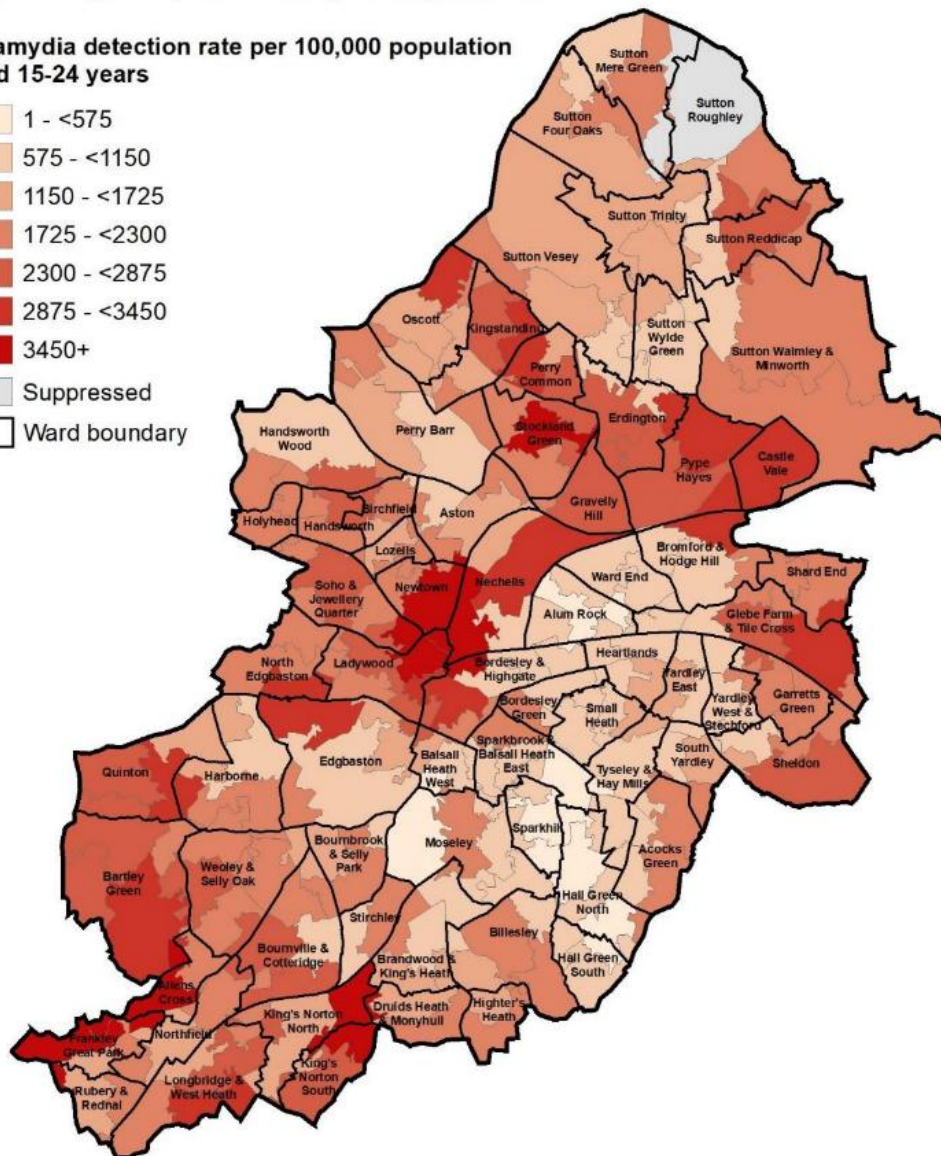 amydia detection rate per 100,000 population
d 15-24 years
1 - <575
575 - <1150
1150 - <1725
1725 - <2300
2300 - <2875
2875 - <3450
3450+
Suppressed
Ward boundary
Sutton
Mere Green
Sutton
Roughley
Sutton
Four Oaks
Sutton Trinity
Sutton Reddicap
Sutton Vesey
Oscott
Kingstanding
Sutton
Wylde
Green
Sutton Walmley &
Minworth
Perry
Common
Erdington
Handsworth
Wood
Perry Barr
Stockland
Green
Pype
Hayes
Castle
Vale
Gravelly
Hill
Holyhead
Handsworth
Birchfield
Aston
Lozells
Bromford &
Hodge Hill
Soho &
Jewellery
Quarter
Newtown
Nechells
Ward End
Shard End
Alum Rock
Glebe Farm
& Tile Cross
North
Edgbaston
Ladywood
Bordesley &
Highgate
Heartlands
Yardley
East
Bordesley
Green
Small
Heath
Yardley
West &
Stechford
Garretts
Green
Quinton
Harborne
Edgbaston
Balsall
Heath
West
Sparkbrook &
Balsall Heath
East
Tyseley &
Hay Mills
South
Yardley
Sheldon
Bartley
Green
Weoley &
Selly Oak
Bournbrook
& Selly
Park
Moseley
Sparkhill
Acocks
Green
Hall Green
North
Stirchley
Billesley
Bournville &
Cotteridge
Brandwood &
King's Heath
Hall Green
South
Allens
Cross
King's Norton
North
Druids Heath
& Monyhull
Highter's
Heath
Frankley
Great Park
Northfield
King's
Norton
South
Rubery &
Rednal
Longbridge &
West Heath